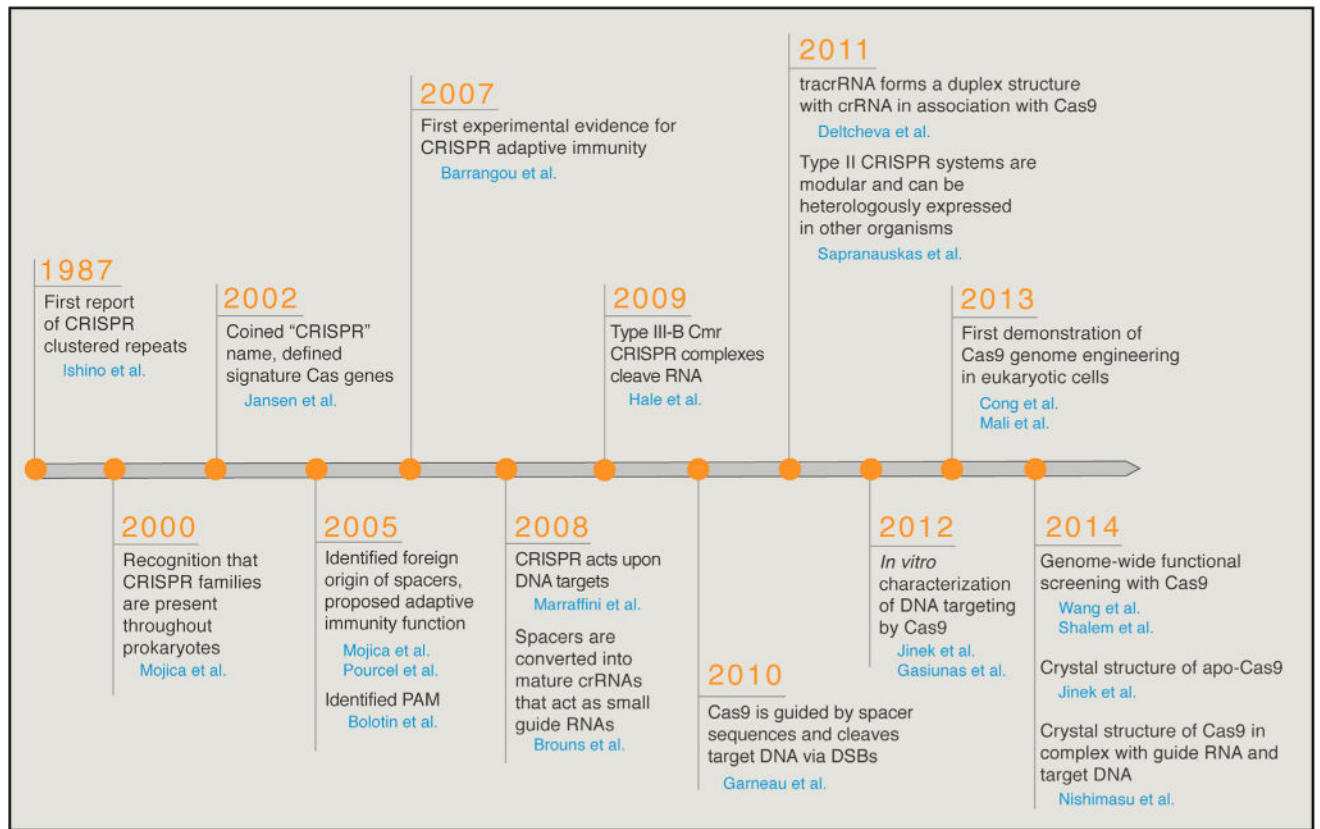 1987
First report
of CRISPR
clustered repeats
Ishino et al.
2000
Recognition that
CRISPR families
are present
throughout
prokaryotes
Mojica et al.
2002
Coined “CRISPR”
name, defined
signature Cas genes
Jansen et al.
2005
Identified foreign
origin of spacers,
proposed adaptive
immunity function
Mojica et al.
Pourcel et al.
Identified PAM
Bolotin et al.
2007
First experimental evidence for
CRISPR adaptive immunity
Barrangou et al.
2008
CRISPR acts upon
DNA targets
Marraffini et al.
Spacers are
converted into
mature crRNAs
that act as small
guide RNAs
Brouns et al.
2009
Type III-B Cmr
CRISPR complexes
cleave RNA
Hale et al.
2010
Cas9 is guided by spacer
sequences and cleaves
target DNA via DSBs
Garneau et al.
2011
tracrRNA forms a duplex structure
with crRNA in association with Cas9
Deltcheva et al.
Type II CRISPR systems are
modular and can be
heterologously expressed
in other organisms
Sapranauskas et al.
2012
In vitro
characterization
of DNA targeting
by Cas9
Jinek et al.
Gasiunas et al.
2013
First demonstration of
Cas9 genome engineering
in eukaryotic cells
Cong et al.
Mali et al.
2014
Genome-wide functional
screening with Cas9
Wang et al.
Shalem et al.
Crystal structure of apo-Cas9
Jinek et al.
Crystal structure of Cas9 in
complex with guide RNA and
target DNA
Nishimasu et al.